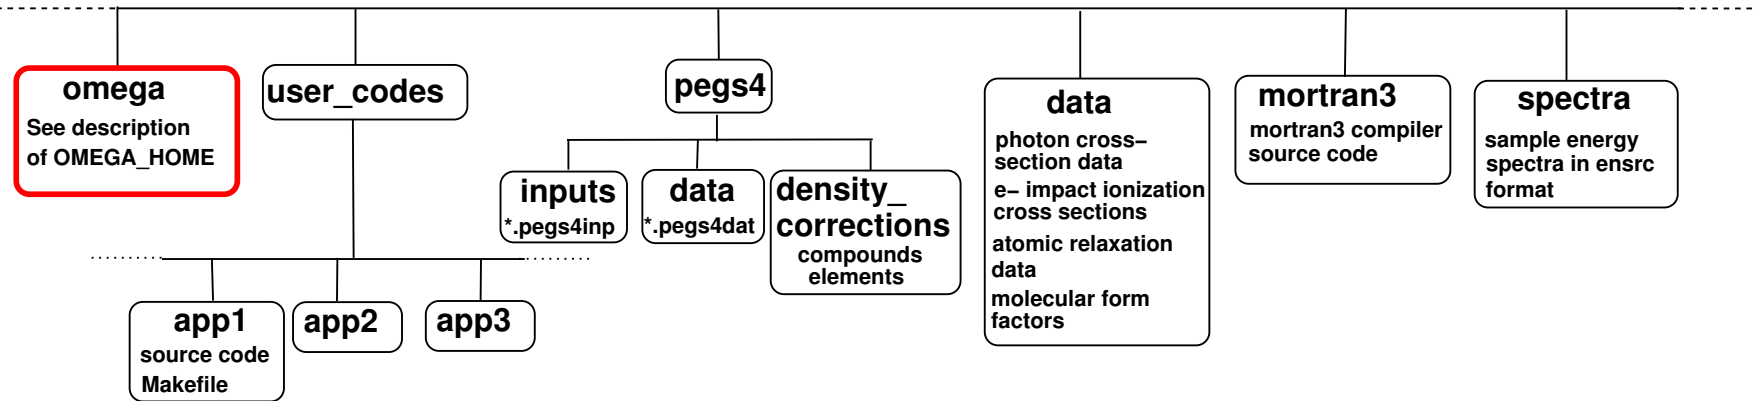 omega
See description
of OMEGA_HOME
user_codes
pegs4
data
photon cross–
section data
e– impact ionization
cross sections
atomic relaxation
data
molecular form
factors
mortran3
mortran3 compiler
source code
spectra
sample energy
spectra in ensrc
format
inputs
*.pegs4inp
data
*.pegs4dat
density_
corrections
compounds
elements
app1
source code
Makefile
app2
app3